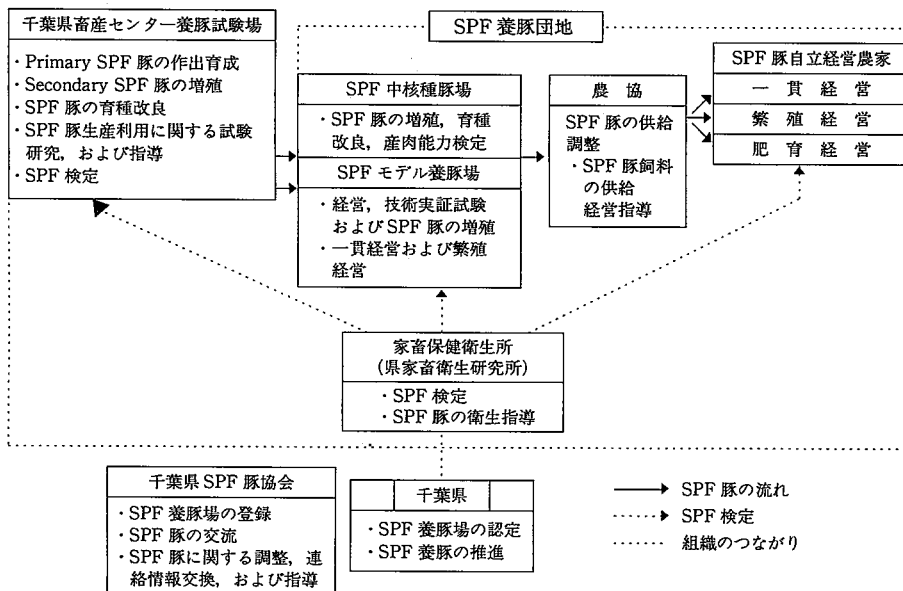 千葉県畜産センター養豚試験場
・Primary SPF 豚の作出育成
・Secondary SPF 豚の増殖
・SPF 豚の育種改良
・SPF 豚生産利用に関する試験
研究，および指導
・SPF 検定
SPF 養豚団地
SPF 中核種豚場
・SPF 豚の増殖，育種
改良，産肉能力検定
SPF モデル養豚場
・経営，技術実証試験
および SPF 豚の増殖
・一貫経営および繁殖
経営
農 協
SPF 豚の供給
調整
・SPF 豚飼料
の供給
経営指導
SPF 豚自立経営農家
一 貫 経 営
繁 殖 経 営
肥 育 経 営
家畜保健衛生所
(県家畜衛生研究所)
・SPF 検定
・SPF 豚の衛生指導
千葉県 SPF 豚協会
・SPF 養豚場の登録
・SPF 豚の交流
・SPF 豚に関する調整，連
絡情報交換，および指導
千葉県
・SPF 養豚場の認定
・SPF 養豚の推進
SPF 豚の流れ
SPF 検定
組織のつながり